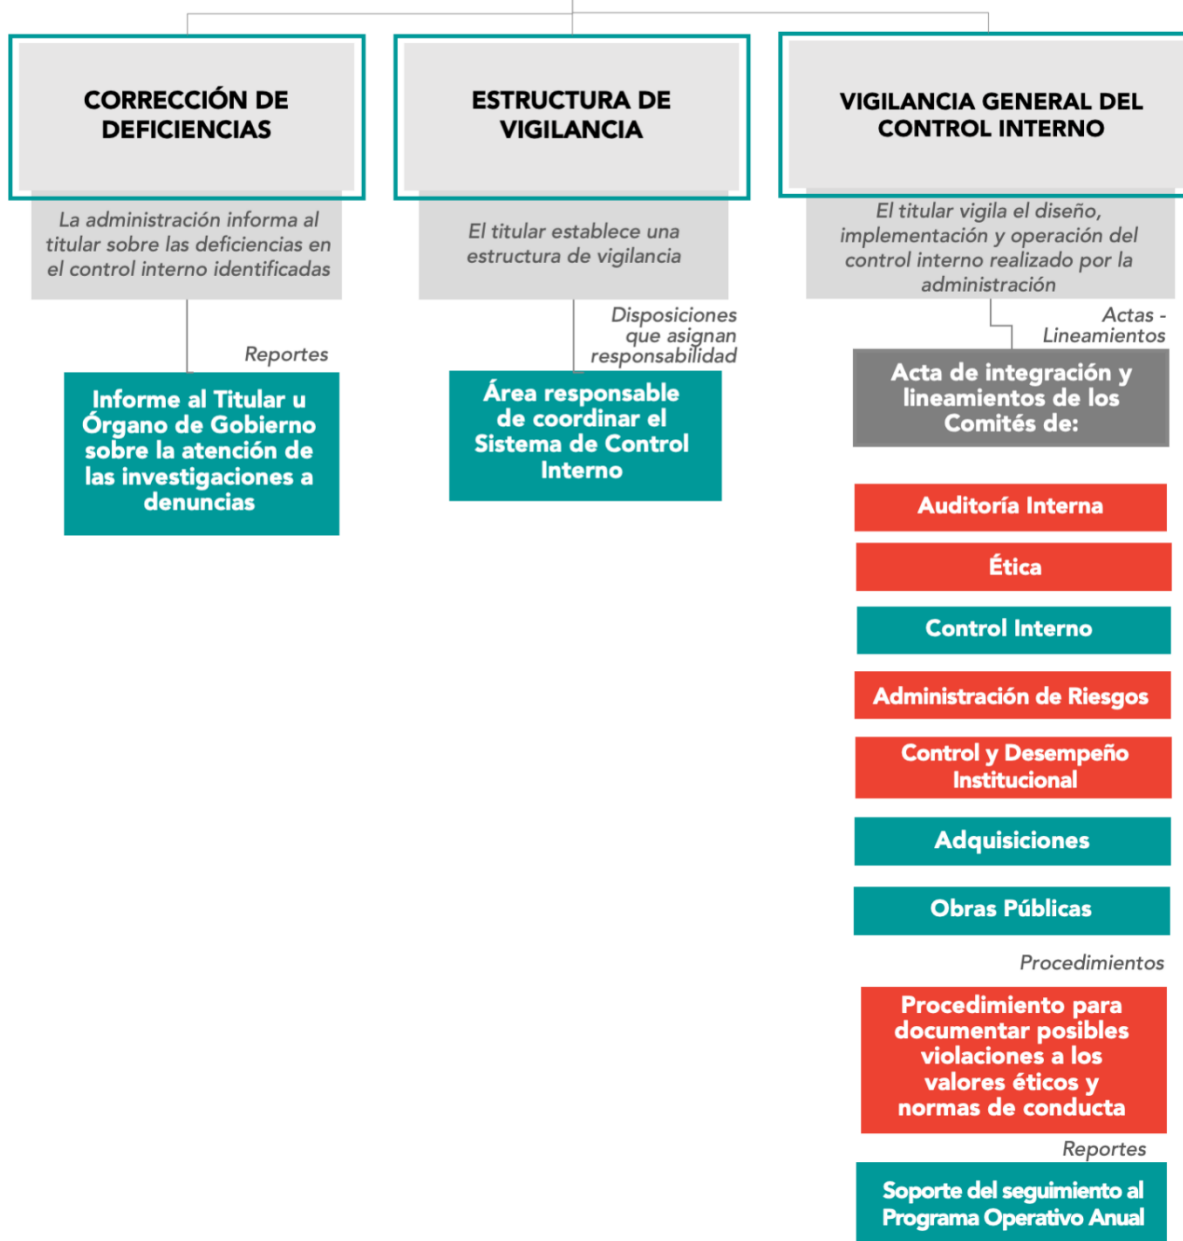 CORRECCIÓN DE
DEFICIENCIAS
La administración informa al
titular sobre las deficiencias en
el control interno identificadas
Reportes
Informe al Titular u
Órgano de Gobierno
sobre la atención de
las investigaciones a
denuncias
ESTRUCTURA DE
VIGILANCIA
El titular establece una
estructura de vigilancia
Disposiciones
que asignan
responsabilidad
Área responsable
de coordinar el
Sistema de Control
Interno
VIGILANCIA GENERAL DEL
CONTROL INTERNO
El titular vigila el diseño,
implementación y operación del
control interno realizado por la
administración
Actas -
Lineamientos
Acta de integración y
lineamientos de los
Comités de:
Auditoría Interna
Ética
Control Interno
Administración de Riesgos
Control y Desempeño
Institucional
Adquisiciones
Obras Públicas
Procedimientos
Procedimiento para
documentar posibles
violaciones a los
valores éticos y
normas de conducta
Reportes
Soporte del seguimiento al
Programa Operativo Anual